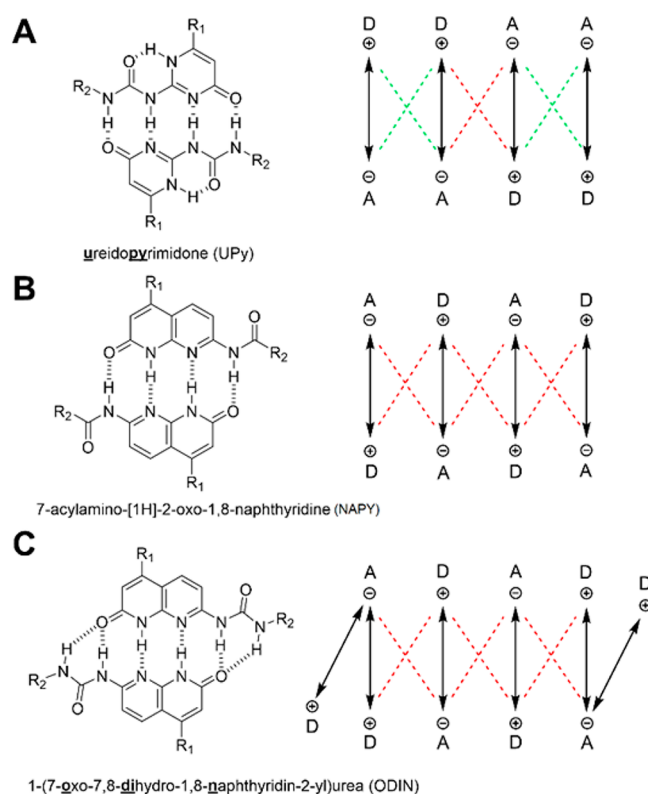 A
R1
D D A A
⊕ ⊕ ⊖ ⊖
H
O N
R2 N N N O
H H H H
O N N N N R2
N H O
R1
⊖ ⊖ ⊕ ⊕
A A D D
ureidopyrimidone (UPy)
B
R1
A D A D
⊖ ⊕ ⊖ ⊕
O
O N N N R2
H H
H H
R2 N N N O
O
R1
⊕ ⊖ ⊕ ⊖
D A D A
7-acylamino-[1H]-2-oxo-1,8-naphthyridine (NAPY)
C
R1
A D A D D
⊖ ⊕ ⊖ ⊕ ⊕
O
O N N N N R2
H H H
H H H
R2 N N N N O
O
R1
⊕ ⊕ ⊖ ⊕ ⊖
D D A D A
1-(7-oxo-7,8-dihydro-1,8-naphthyridin-2-yl)urea (ODIN)